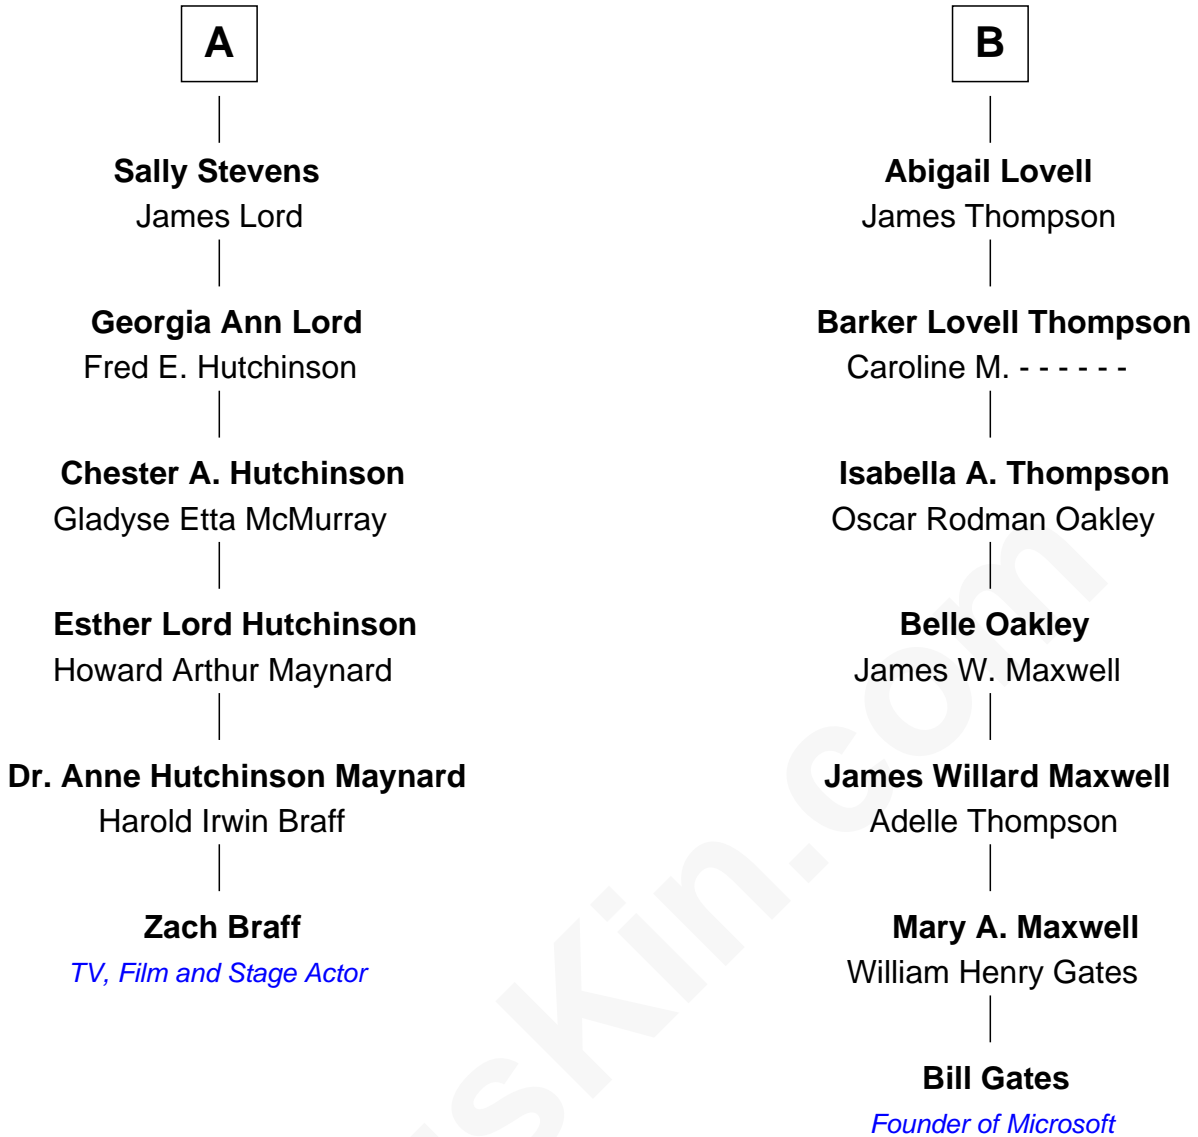 A
Sally Stevens
James Lord
Georgia Ann Lord
Fred E. Hutchinson
Chester A. Hutchinson
Gladyse Etta McMurray
Esther Lord Hutchinson
Howard Arthur Maynard
Dr. Anne Hutchinson Maynard
Harold Irwin Braff
Zach Braff
TV, Film and Stage Actor
B
Abigail Lovell
James Thompson
Barker Lovell Thompson
Caroline M. - - - - - -
Isabella A. Thompson
Oscar Rodman Oakley
Belle Oakley
James W. Maxwell
James Willard Maxwell
Adelle Thompson
Mary A. Maxwell
William Henry Gates
Bill Gates
Founder of Microsoft
usKin.com